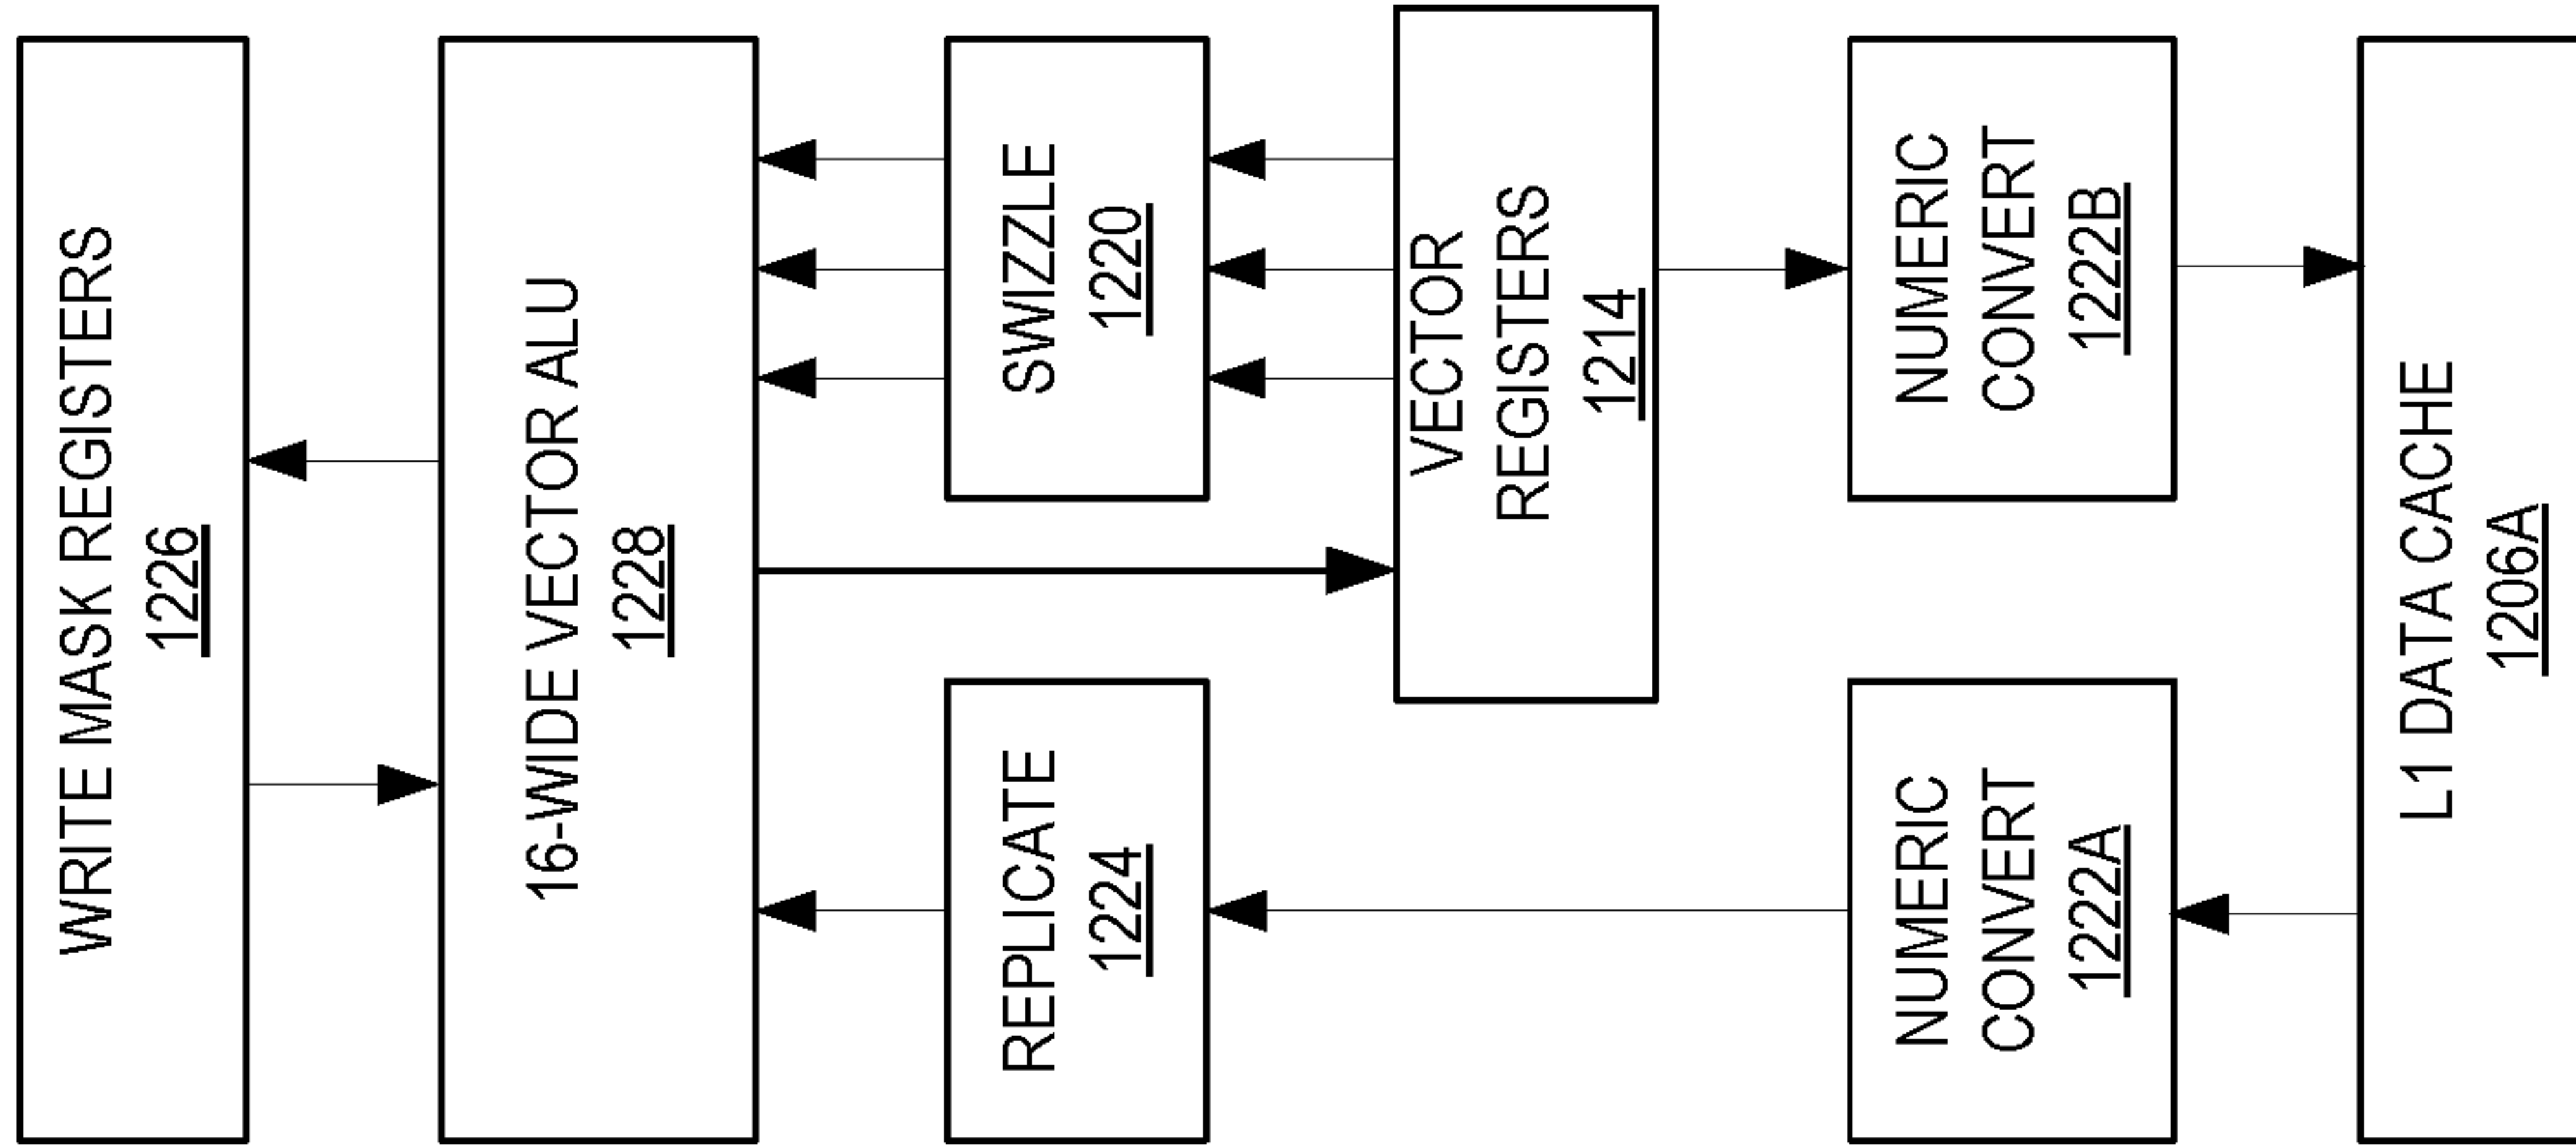 WRITE MASK REGISTERS
1226
16-WIDE VECTOR ALU
1228
REPLICATE
1224
SWIZZLE
1220
VECTOR
REGISTERS
1214
NUMERIC
CONVERT
1222A
NUMERIC
CONVERT
1222B
L1 DATA CACHE
1206A